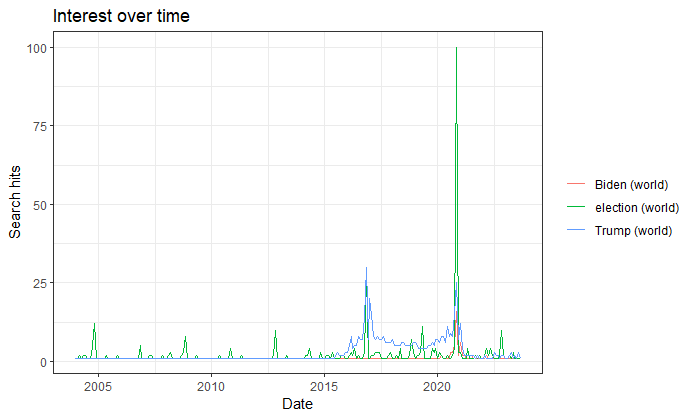 Interest over time
100
75
50
25
0
Search hits
2005
2010
2015
2020
Date
Biden (world)
election (world)
Trump (world)